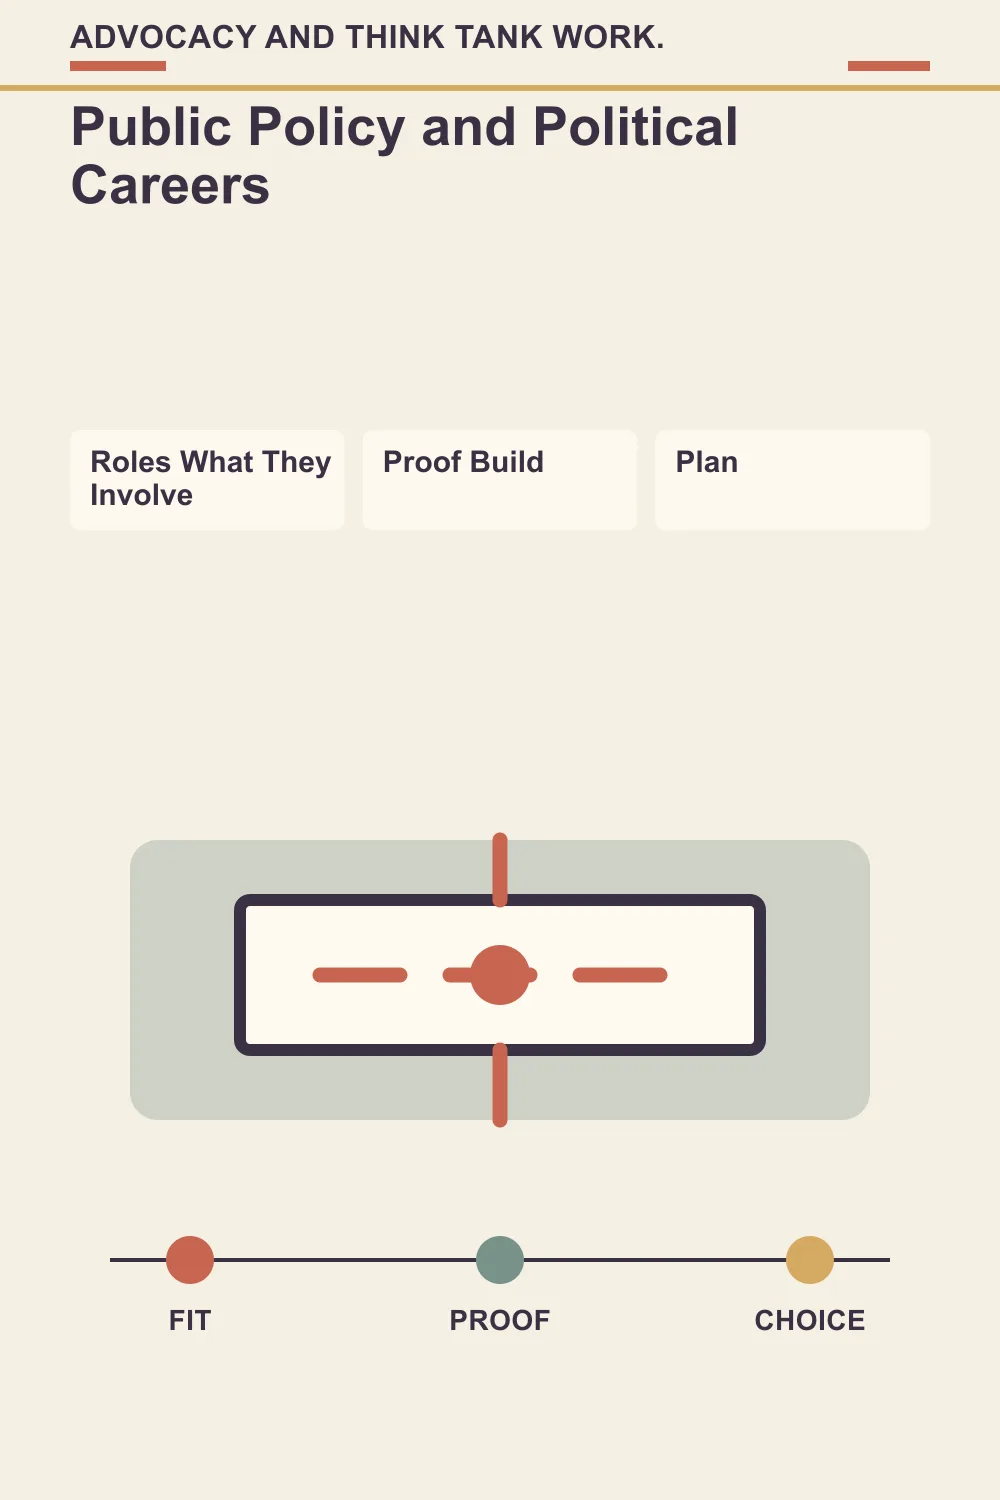 ADVOCACY AND THINK TANK WORK.
Public Policy and Political
Careers
Roles What They
Involve
Proof Build
Plan
FIT
PROOF
CHOICE